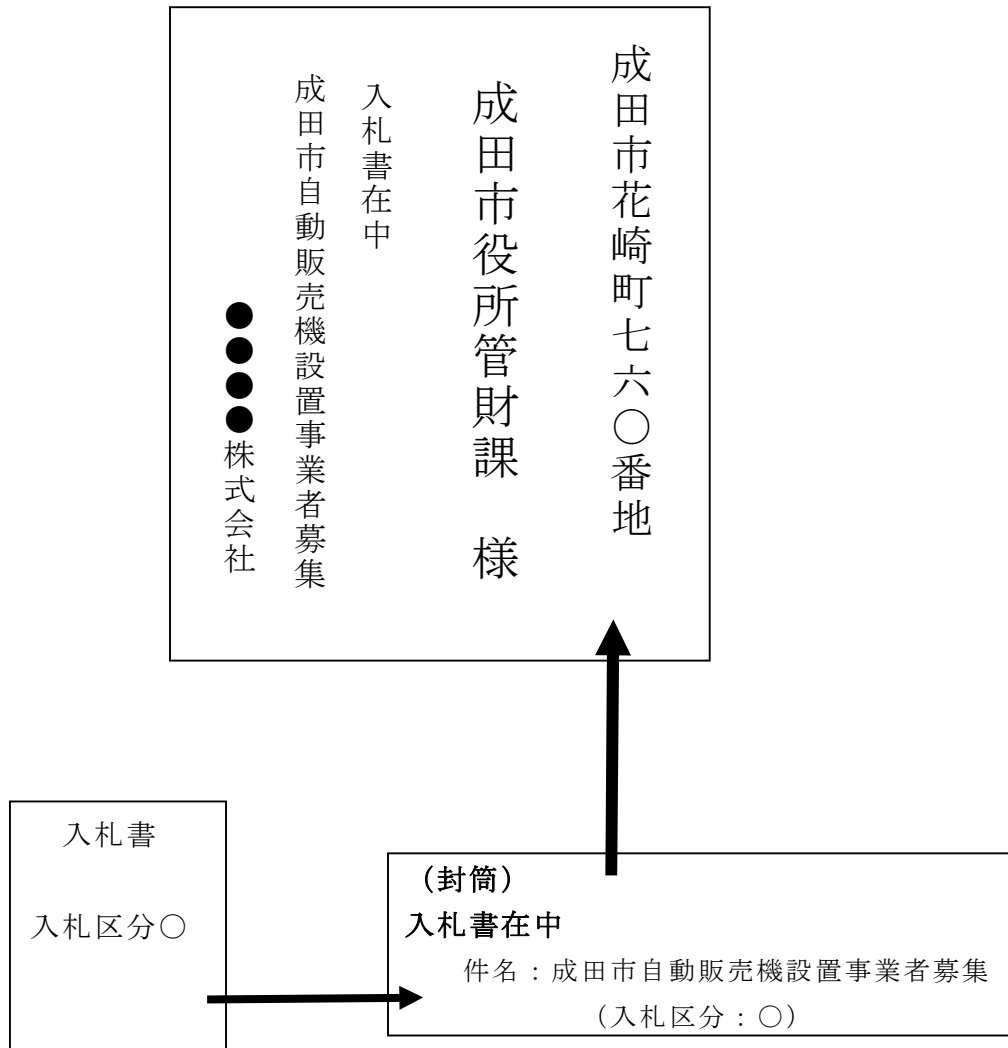 成田市花崎町七六〇番地
成田市役所管財課　様
入札書在中
成田市自動販売機設置事業者募集
●●●●株式会社
入札書
入札区分○
（封筒）
入札書在中
件名：成田市自動販売機設置事業者募集
（入札区分：○）